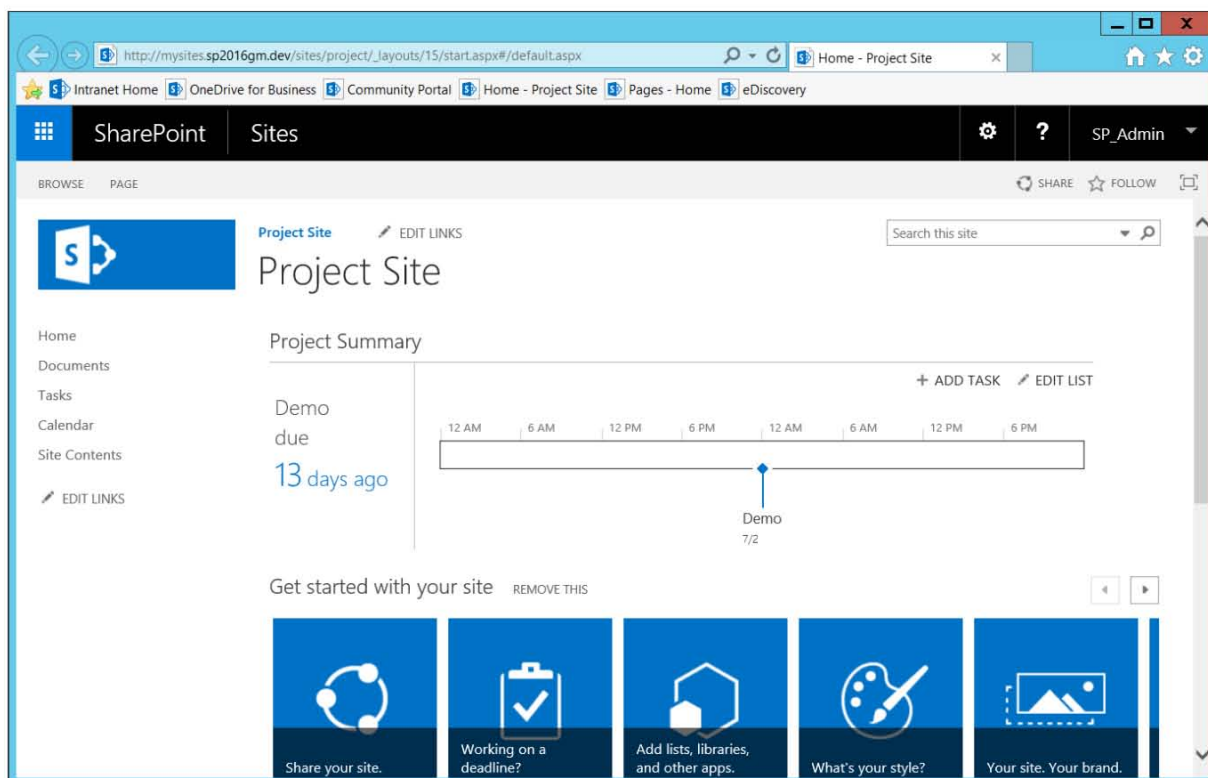 http://mysites.sp2016gm.dev/sites/project/_layouts/15/start.aspx#/default.aspx
Home - Project Site
Intranet Home OneDrive for Business Community Portal Home - Project Site Pages - Home eDiscovery
SharePoint Sites ? SP_Admin
BROWSE PAGE SHARE FOLLOW
S
Project Site EDIT LINKS Search this site
Project Site
Home
Documents
Tasks
Calendar
Site Contents
EDIT LINKS
Project Summary
+ ADD TASK EDIT LIST
Demo
due
13 days ago
12 AM 6 AM 12 PM 6 PM 12 AM 6 AM 12 PM 6 PM
Demo
7/2
Get started with your site REMOVE THIS
Share your site.
Working on a
deadline?
Add lists, libraries,
and other apps.
What's your style?
Your site. Your brand.